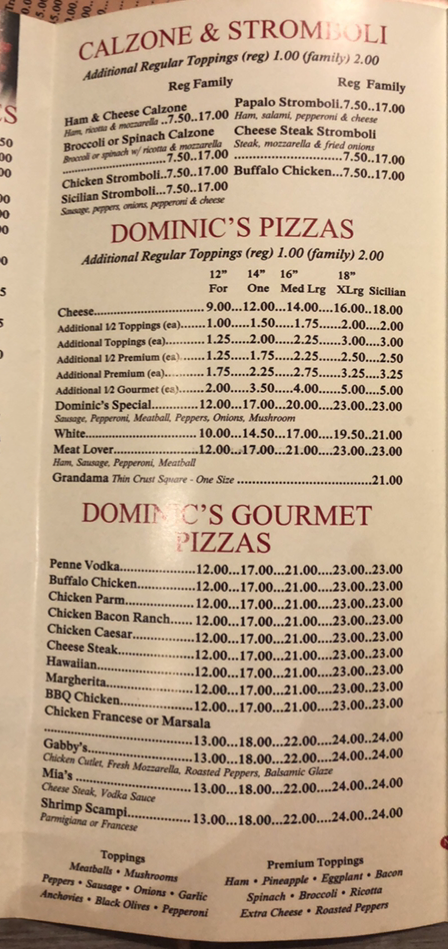 CALZONE & STROMBOLI
Additional Regular Toppings (reg) 1.00 (family) 2.00
Reg Family
Ham & Cheese Calzone
Ham, ricotta & mozzarella ..7.50..17.00
Broccoli or Spinach Calzone
Broccoli or spinach w/ ricotta & mozzarella
..............................7.50..17.00
Chicken Stromboli..7.50..17.00
Sicilian Stromboli...7.50..17.00
Sausage, peppers, onions, pepperoni & cheese
Reg Family
Papalo Stromboli.7.50..17.00
Ham, salami, pepperoni & cheese
Cheese Steak Stromboli
Steak, mozzarella & fried onions
..............................7.50..17.00
Buffalo Chicken...7.50..17.00
DOMINIC'S PIZZAS
Additional Regular Toppings (reg) 1.00 (family) 2.00
12" 14" 16" 18"
For One Med Lrg XLrg Sicilian
Cheese..............................9.00...12.00....14.00....16.00..18.00
Additional 1⁄2 Toppings (ea)......1.00.....1.50.....1.75......2.00....2.00
Additional Toppings (ea)..........1.25.....2.00.....2.25......3.00....3.00
Additional 1⁄2 Premium (ea).......1.25.....1.75.....2.25......2.50....2.50
Additional Premium (ea)...........1.75.....2.25.....2.75......3.25....3.25
Additional 1⁄2 Gourmet (ea).......2.00.....3.50.....4.00......5.00....5.00
Dominic's Special.............12.00...17.00...20.00....23.00..23.00
Sausage, Pepperoni, Meatball, Peppers, Onions, Mushroom
White..............................10.00...14.50...17.00....19.50..21.00
Meat Lover.....................12.00...17.00...21.00....23.00..23.00
Ham, Sausage, Pepperoni, Meatball
Grandama Thin Crust Square - One Size ..............................21.00
DOMINIC'S GOURMET
PIZZAS
Penne Vodka....................12.00...17.00...21.00....23.00..23.00
Buffalo Chicken................12.00...17.00...21.00....23.00..23.00
Chicken Parm...................12.00...17.00...21.00....23.00..23.00
Chicken Bacon Ranch......12.00...17.00...21.00....23.00..23.00
Chicken Caesar.................12.00...17.00...21.00....23.00..23.00
Cheese Steak....................12.00...17.00...21.00....23.00..23.00
Hawaiian..........................12.00...17.00...21.00....23.00..23.00
Margherita.......................12.00...17.00...21.00....23.00..23.00
BBQ Chicken....................12.00...17.00...21.00....23.00..23.00
Chicken Francese or Marsala
..............................13.00...18.00...22.00....24.00..24.00
Gabby's...........................13.00...18.00...22.00....24.00..24.00
Chicken Cutlet, Fresh Mozzarella, Roasted Peppers, Balsamic Glaze
Mia's ..............................13.00...18.00...22.00....24.00..24.00
Cheese Steak, Vodka Sauce
Shrimp Scampi................13.00...18.00...22.00....24.00..24.00
Parmigiana or Francese
Toppings
Meatballs • Mushrooms
Peppers • Sausage • Onions • Garlic
Anchovies • Black Olives • Pepperoni
Premium Toppings
Ham • Pineapple • Eggplant • Bacon
Spinach • Broccoli • Ricotta
Extra Cheese • Roasted Peppers